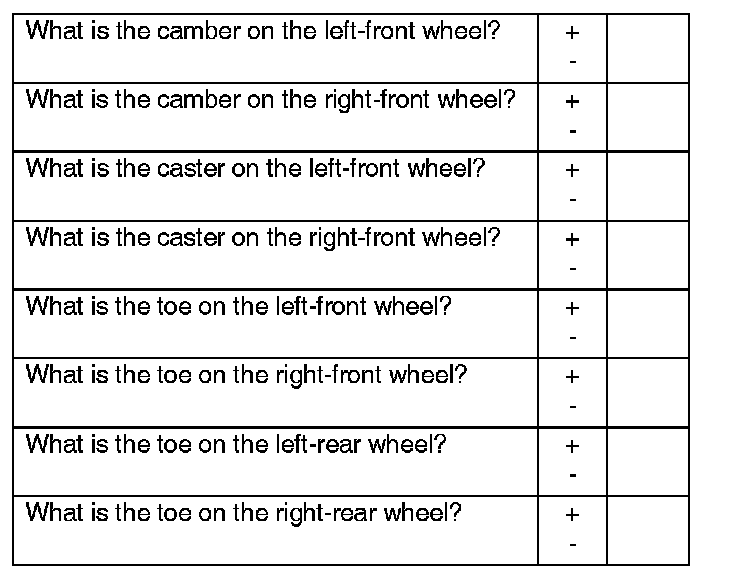 What is the camber on the left-front wheel? +
-
What is the camber on the right-front wheel? +
-
What is the caster on the left-front wheel? +
-
What is the caster on the right-front wheel? +
-
What is the toe on the left-front wheel? +
-
What is the toe on the right-front wheel? +
-
What is the toe on the left-rear wheel? +
-
What is the toe on the right-rear wheel? +
-